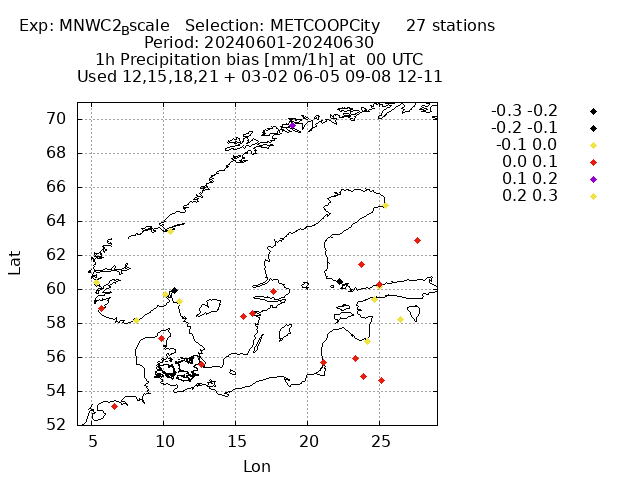 Exp: MNWC2Bscale   Selection: METCOOPCity     27 stations
Period: 20240601-20240630
1h Precipitation bias [mm/1h] at  00 UTC
Used 12,15,18,21 + 03-02 06-05 09-08 12-11
-0.3 -0.2
-0.2 -0.1
-0.1 0.0
0.0 0.1
0.1 0.2
0.2 0.3
70
68
66
64
62
60
58
56
54
52
Lat
5 10 15 20 25
Lon